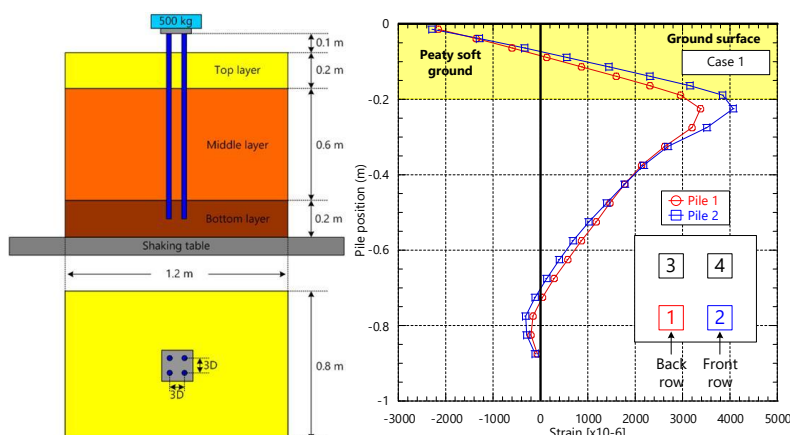 500 kg
0.1 m
Top layer
0.2 m
Middle layer
0.6 m
Bottom layer
0.2 m
Shaking table
1.2 m
3D
3D
0.8 m
Pile position (m)
0
-0.2
-0.4
-0.6
-0.8
-1
Peaty soft
ground
Ground surface
Case 1
Pile 1
Pile 2
3 4
1 2
Back
row
Front
row
-3000 -2000 -1000 0 1000 2000 3000 4000 5000
Strain [x10-6]